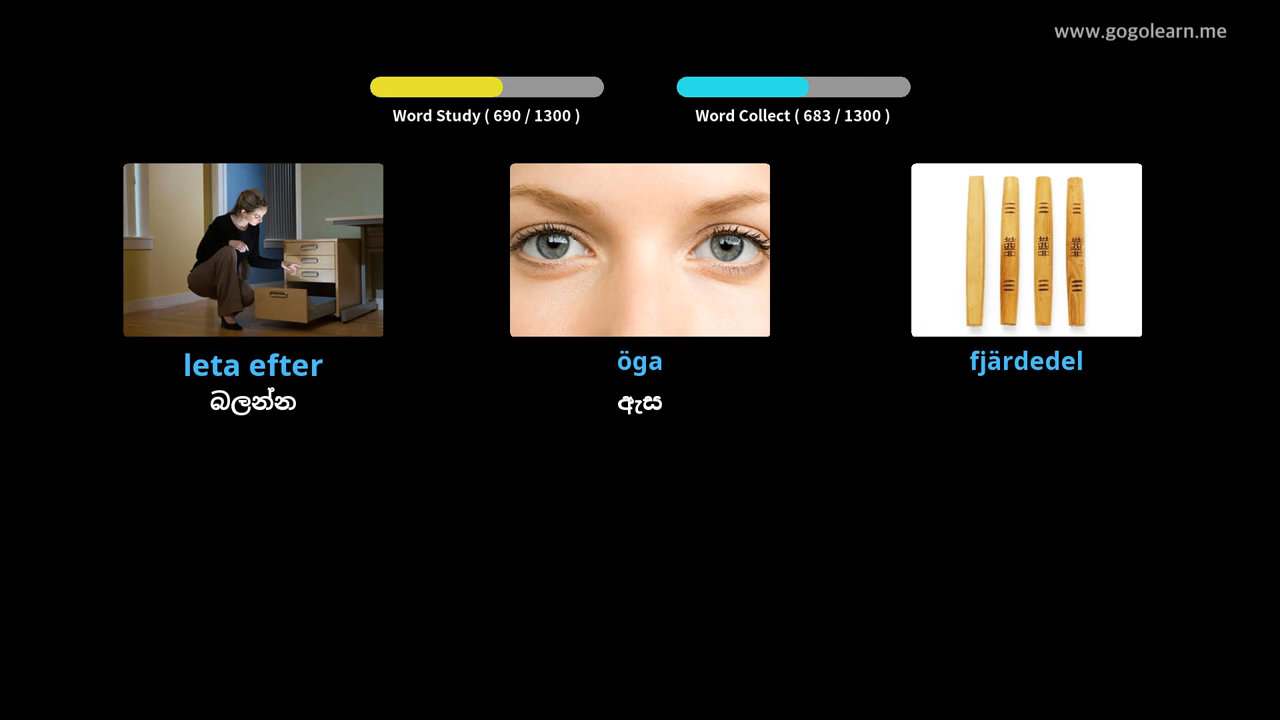 www.gogolearn.me
Word Study ( 690 / 1300 )
Word Collect ( 683 / 1300 )
leta efter
බලන්න
öga
ඇස
fjärdedel